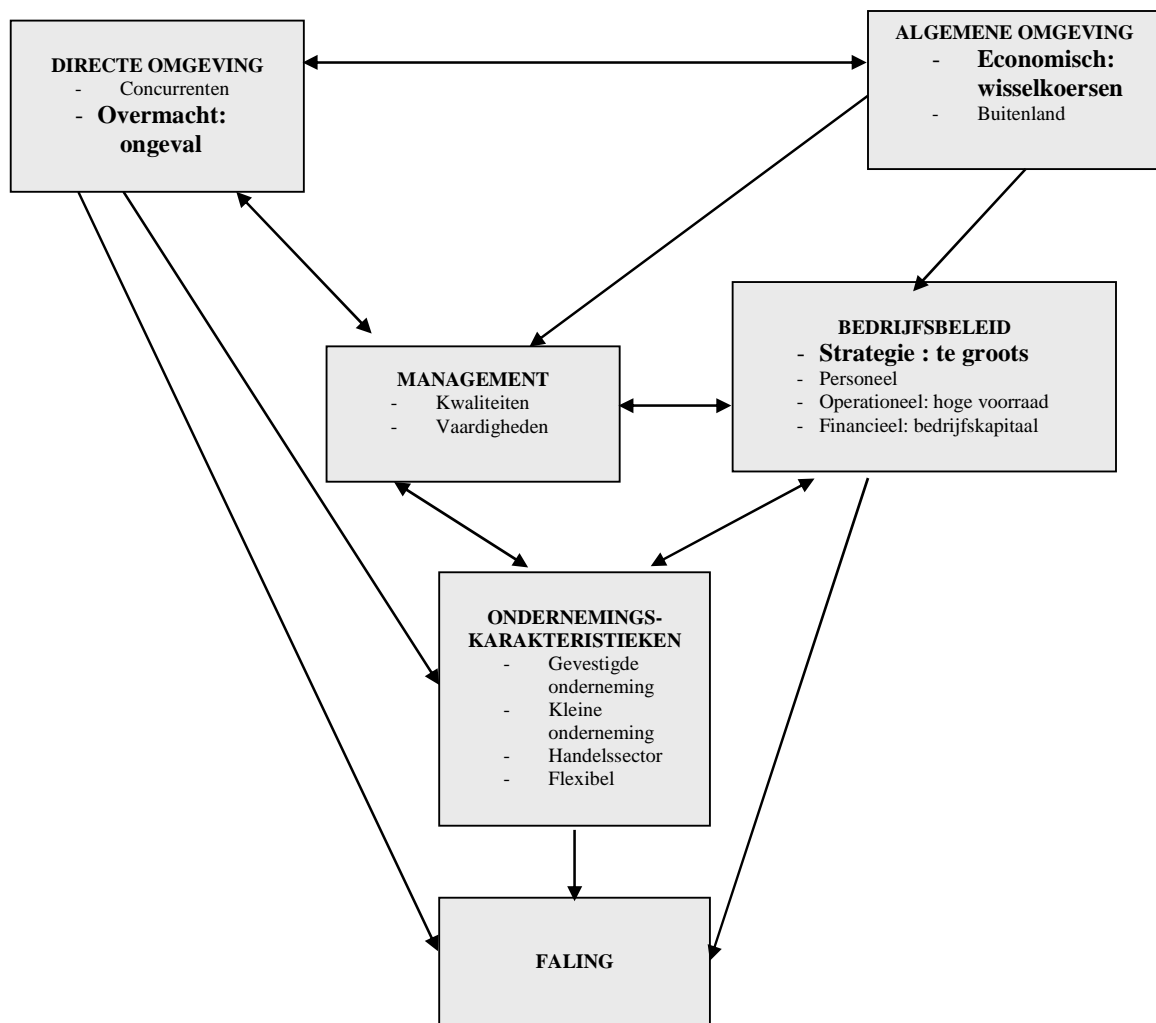 DIRECTE OMGEVING
- Concurrenten
- Overmacht:
ongeval
ALGEMENE OMGEVING
- Economisch:
wisselkoersen
- Buitenland
MANAGEMENT
- Kwaliteiten
- Vaardigheden
BEDRIJFSBELEID
- Strategie : te groots
- Personeel
- Operationeel: hoge voorraad
- Financieel: bedrijfskapitaal
ONDERNEMINGS-
KARAKTERISTIEKEN
- Gevestigde
onderneming
- Kleine
onderneming
- Handelssector
- Flexibel
FALING